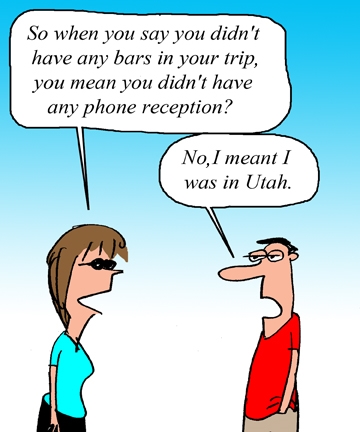 So when you say you didn't
have any bars in your trip,
you mean you didn't have
any phone reception?
No,I meant I
was in Utah.